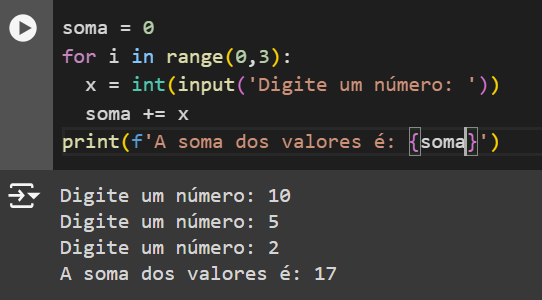 soma = 0
for i in range(0,3):
  x = int(input('Digite um número: '))
  soma += x
print(f'A soma dos valores é: {soma}')
Digite um número: 10
Digite um número: 5
Digite um número: 2
A soma dos valores é: 17